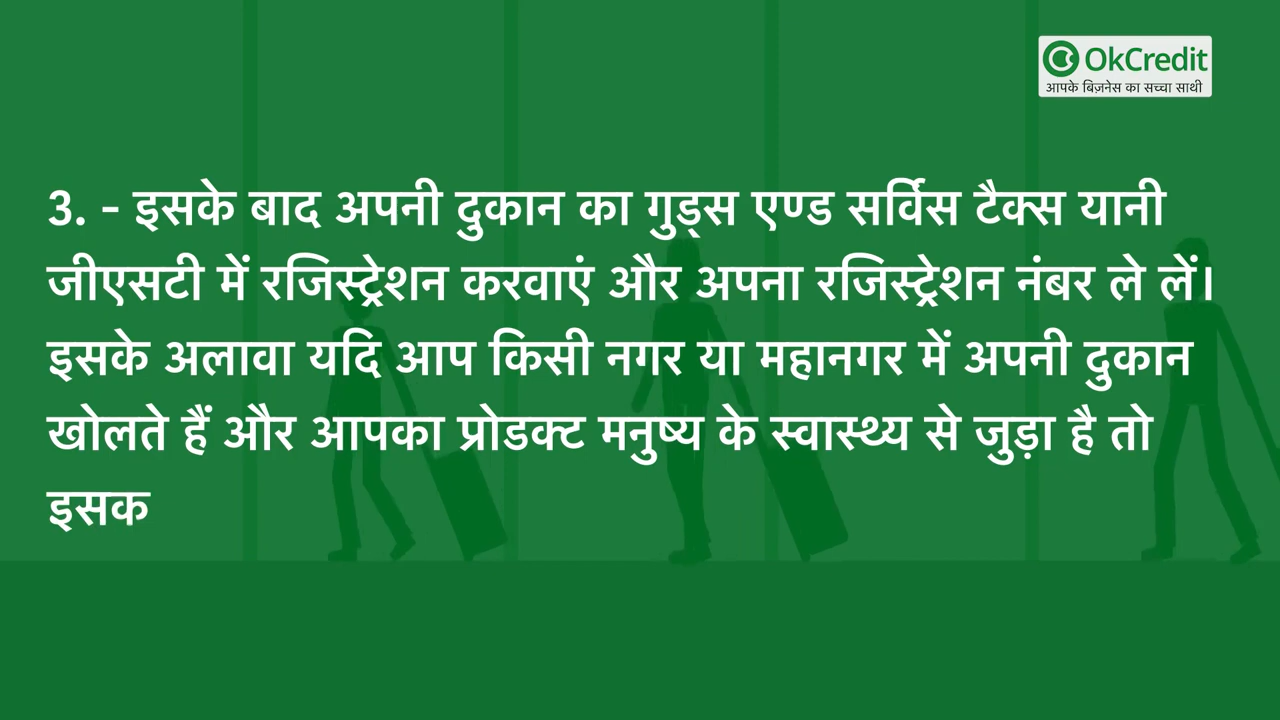 OkCredit
आपके बिज़नेस का सच्चा साथी
3. - इसके बाद अपनी दुकान का गुड्स एण्ड सर्विस टैक्स यानी
जीएसटी में रजिस्ट्रेशन करवाएं और अपना रजिस्ट्रेशन नंबर ले लें।
इसके अलावा यदि आप किसी नगर या महानगर में अपनी दुकान
खोलते हैं और आपका प्रोडक्ट मनुष्य के स्वास्थ्य से जुड़ा है तो
इसक